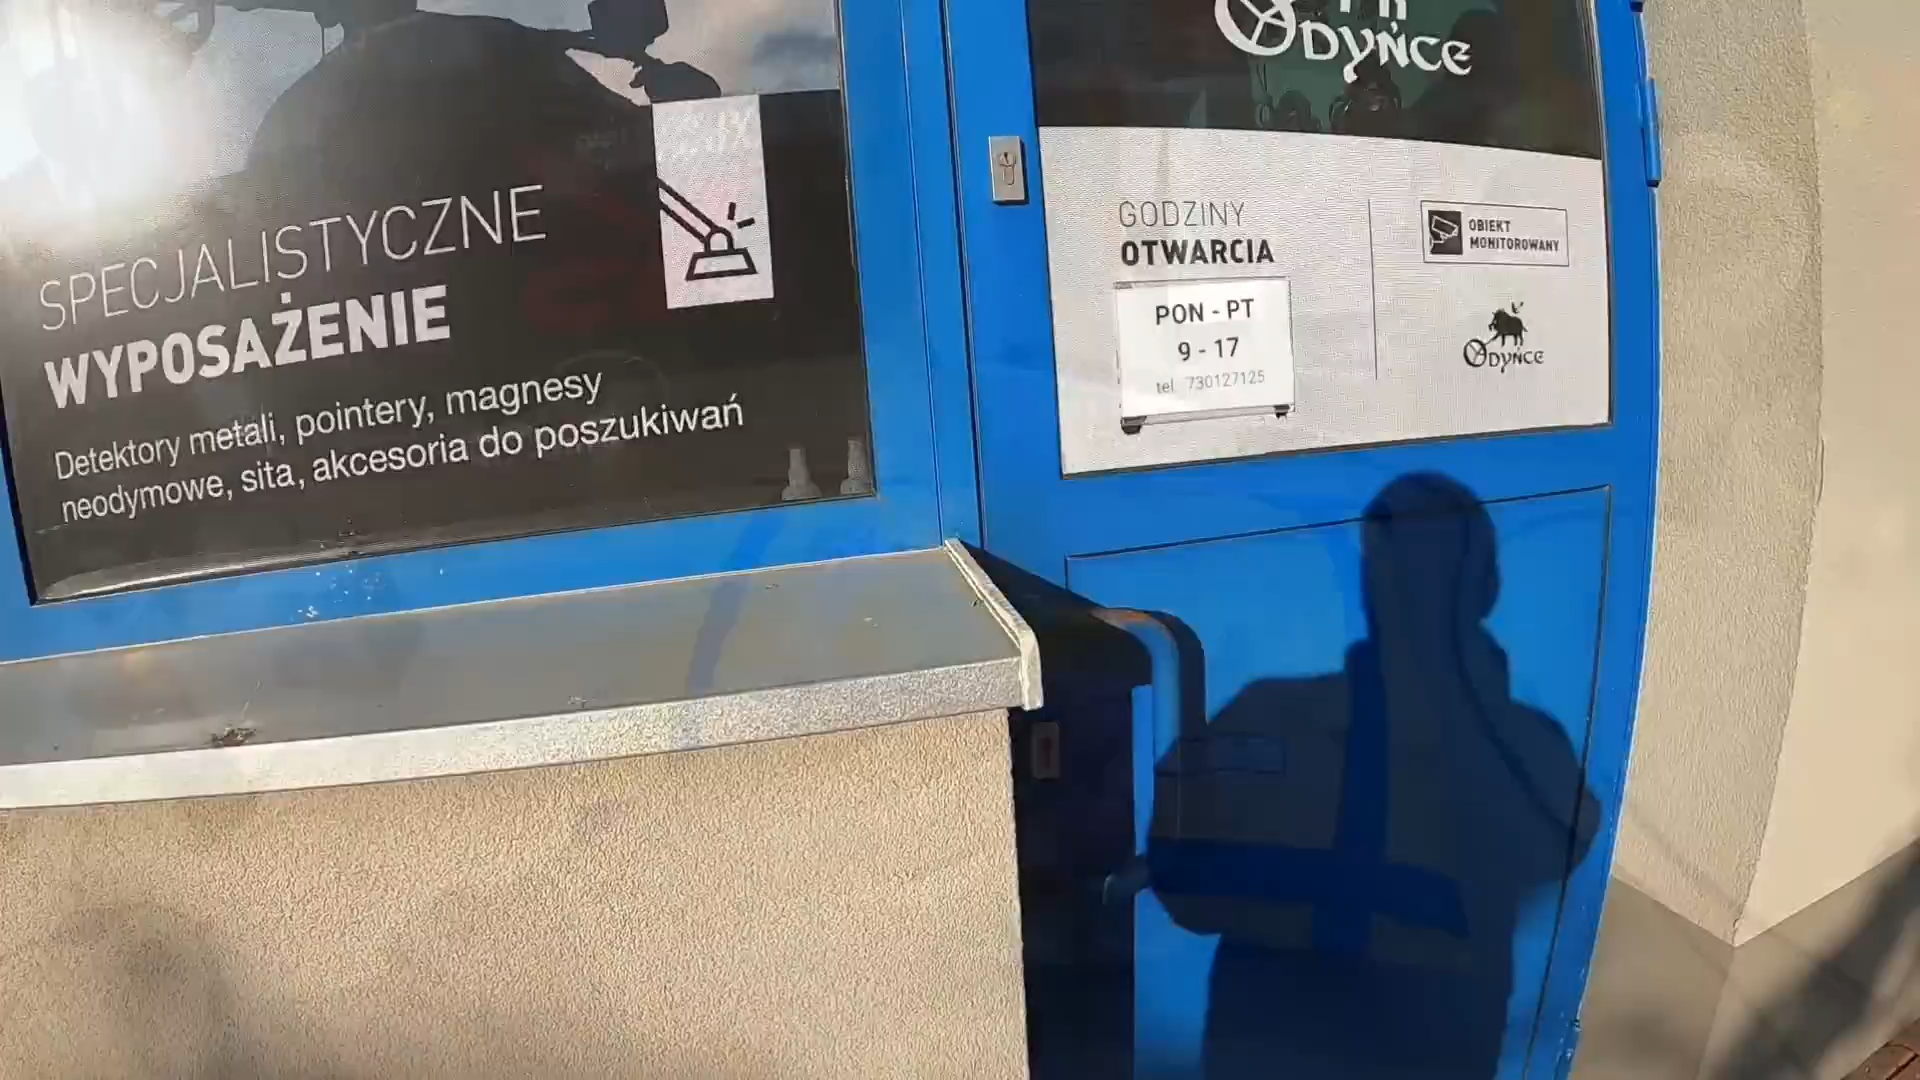 SPECJALISTYCZNE
WYPOSAŻENIE
Detektory metali, pointery, magnesy
neodymowe, sita, akcesoria do poszukiwań
ODYŃCE
GODZINY
OTWARCIA
PON - PT
9 - 17
tel. 730127125
OBIEKT
MONITOROWANY
ODYŃCE